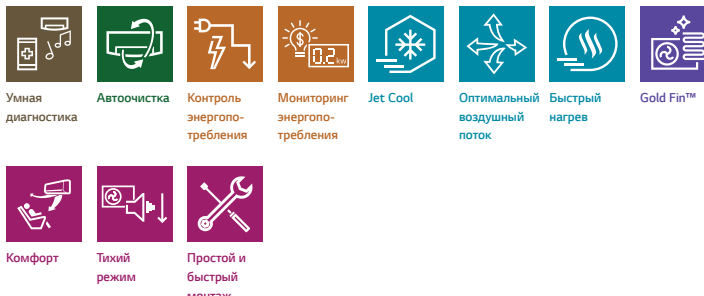 0.2 kw
Умная
диагностика
Автоочистка
Контроль
энергопо-
требления
Мониторинг
энергопо-
требления
Jet Cool
Оптимальный
воздушный
поток
Быстрый
нагрев
Gold Fin™
Комфорт
Тихий
режим
Простой и
быстрый
монтаж